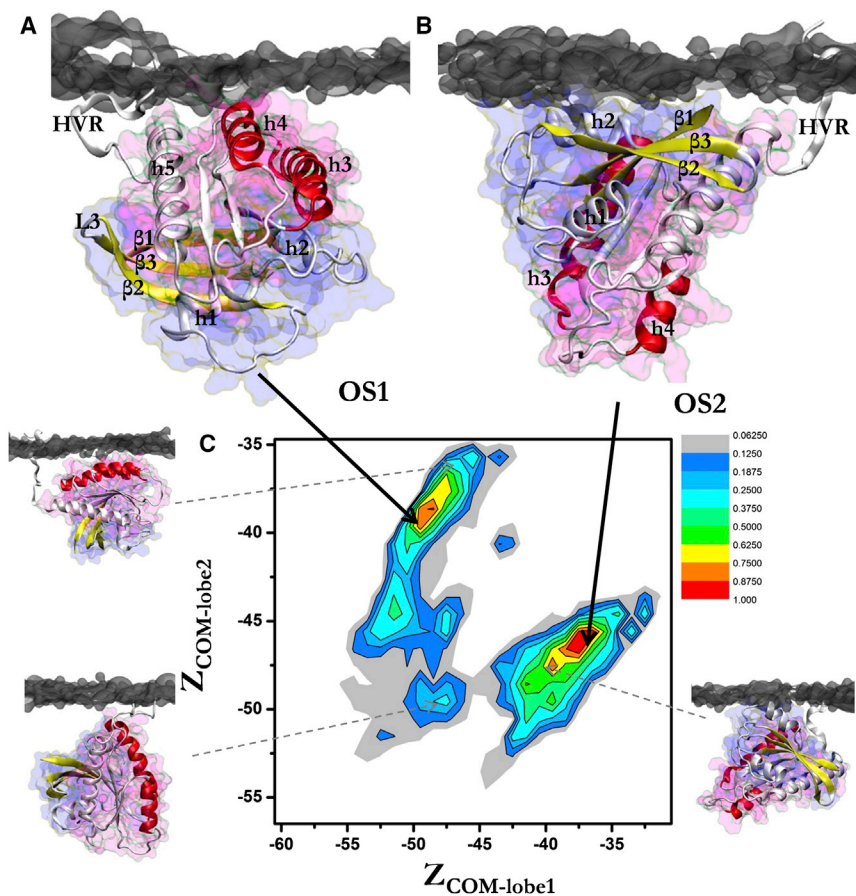 A
B
HVR
h4
h5
h3
L3
β1
β3
β2
h2
h1
h2
β1
β3
β2
HVR
h1
h3
h4
OS1
OS2
C
-35
-40
-45
-50
-55
Z COM-lobe2
-60 -55 -50 -45 -40 -35
Z COM-lobe1
0.06250
0.1250
0.1875
0.2500
0.3750
0.5000
0.6250
0.7500
0.8750
1.000